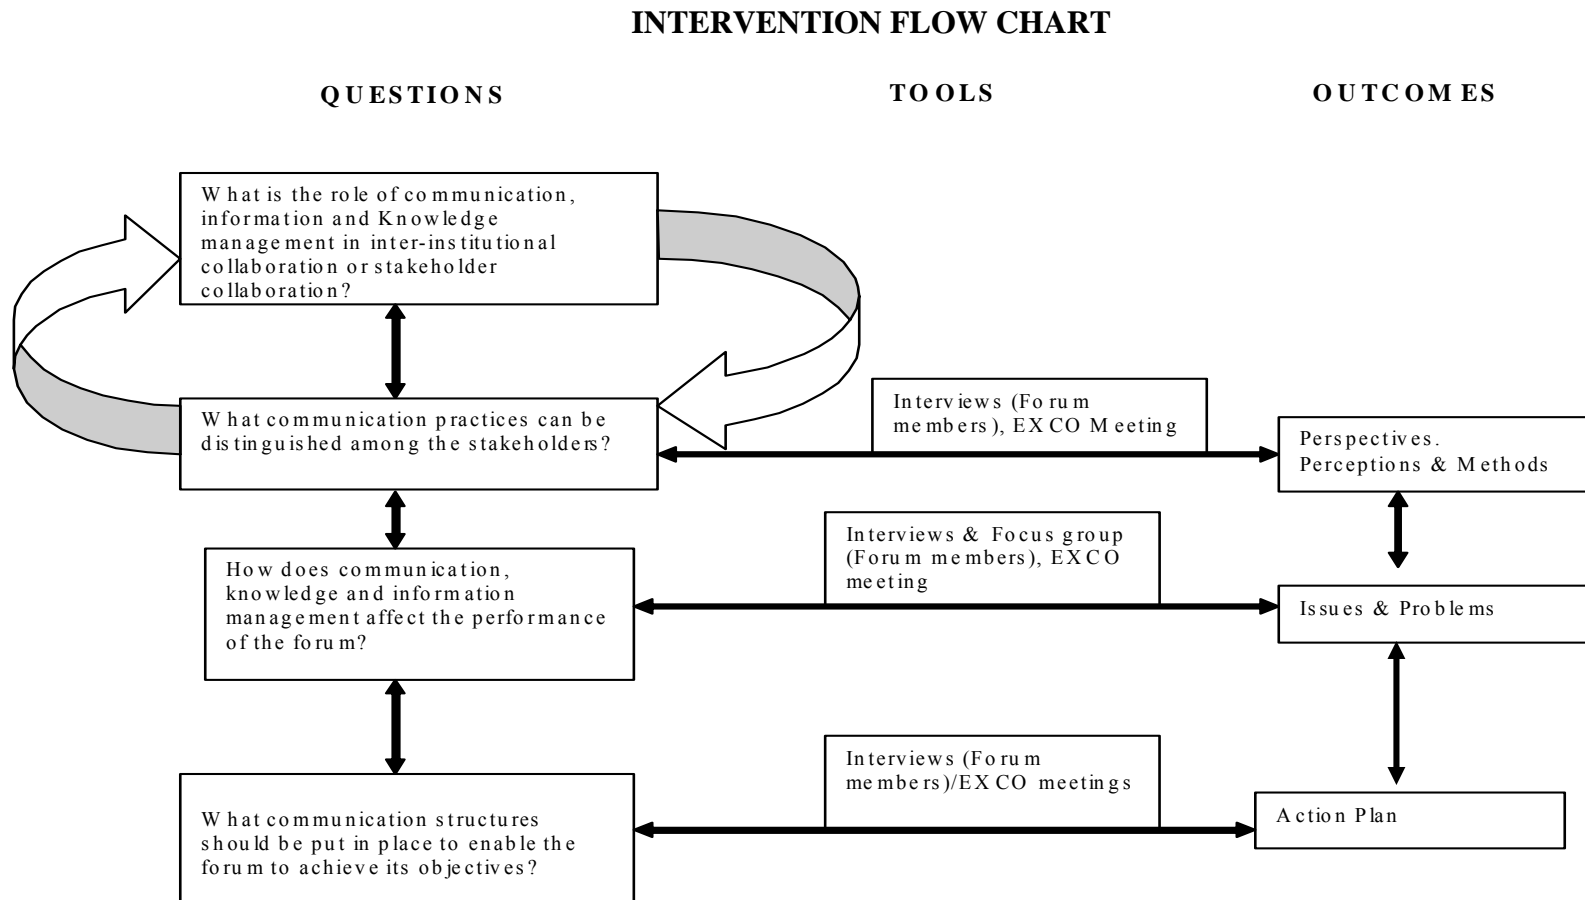 INTERVENTION FLOW CHART
QUESTIONS
TOOLS
OUTCOMES
What is the role of communication,
information and Knowledge
management in inter-institutional
collaboration or stakeholder
collaboration?
What communication practices can be
distinguished among the stakeholders?
Interviews (Forum
members), EXCO Meeting
Perspectives.
Perceptions & Methods
How does communication,
knowledge and information
management affect the performance
of the forum?
Interviews & Focus group
(Forum members), EXCO
meeting
Issues & Problems
What communication structures
should be put in place to enable the
forum to achieve its objectives?
Interviews (Forum
members)/EXCO meetings
Action Plan